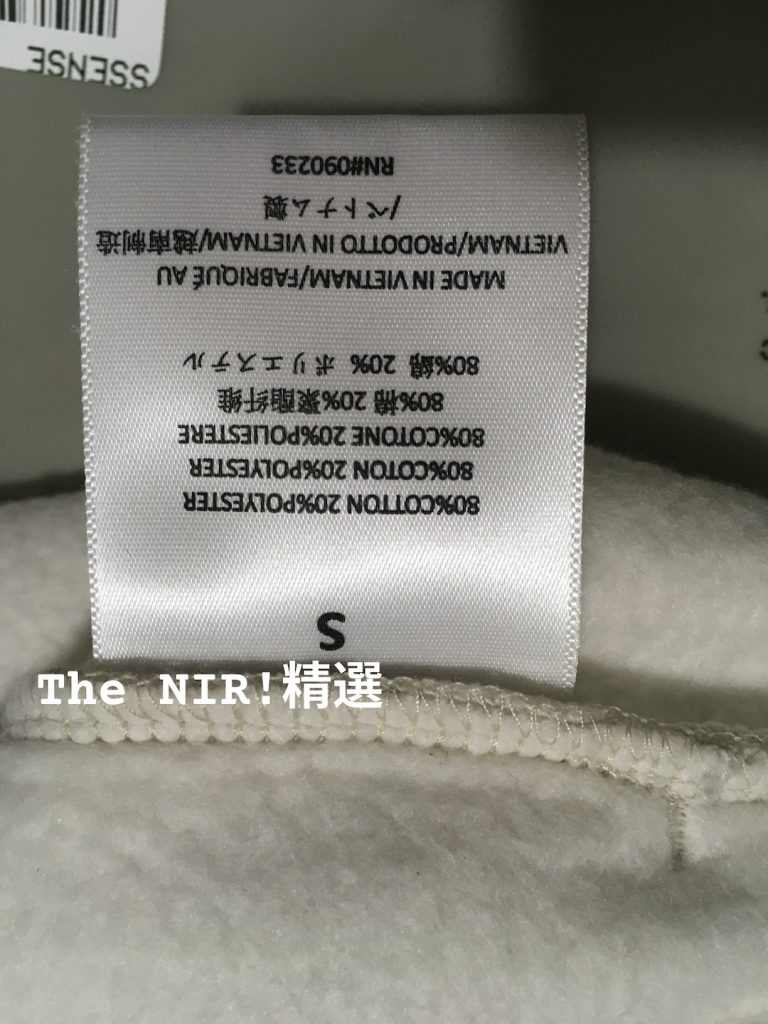 SSENSE
S
80%COTTON 20%POLYESTER
80%COTON 20%POLYESTER
80%COTONE 20%POLIESTERE
80%棉 20%聚酯纤维
80%綿 20% ポリエステル
MADE IN VIETNAM/FABRIQUÉ AU
VIETNAM/PRODOTTO IN VIETNAM/越南制造
/ベトナム製
RN#090233
The NIR!精選